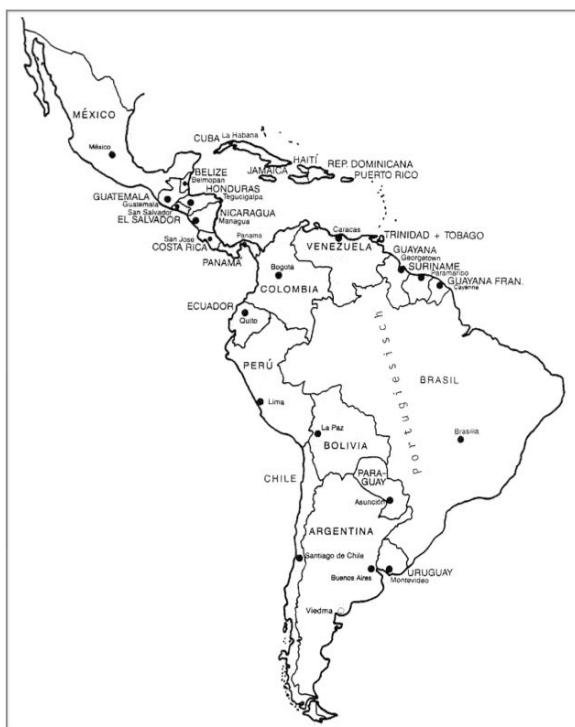 MÉXICO
México
CUBA
La Habana
HAITÍ
JAMAICA
REP. DOMINICANA
PUERTO RICO
BELIZE
Belmopan
HONDURAS
Tegucigalpa
GUATEMALA
Guatemala
San Salvador
EL SALVADOR
NICARAGUA
Managua
San José
COSTA RICA
Panamá
PANAMÁ
Caracas
TRINIDAD + TOBAGO
VENEZUELA
GUAYANA
Georgetown
SURINAME
Paramaribo
GUAYANA FRAN.
Cayenne
Bogotá
COLOMBIA
ECUADOR
Quito
PERÚ
Lima
portugiesisch
BRASIL
Brasilia
La Paz
BOLIVIA
CHILE
PARA-
GUAY
Asunción
ARGENTINA
Santiago de Chile
Buenos Aires
URUGUAY
Montevideo
Viedma